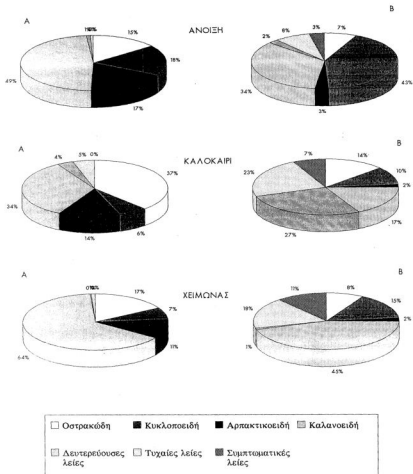 Α ΑΝΟΙΞΗ Β
15% 18% 17% 49%
3% 7% 43% 3% 34% 2% 8%
Α ΚΑΛΟΚΑΙΡΙ Β
4% 5% 0% 37% 6% 14% 34%
7% 14% 10% 2% 17% 27% 23%
Α ΧΕΙΜΩΝΑΣ Β
17% 7% 11% 64%
11% 8% 15% 2% 45% 1% 18%
Οστρακώδη Κυκλοποειδή Αρπακτικοειδή Καλανοειδή
Δευτερεύουσες Τυχαίες λείες Συμπτωματικές
λείες λείες